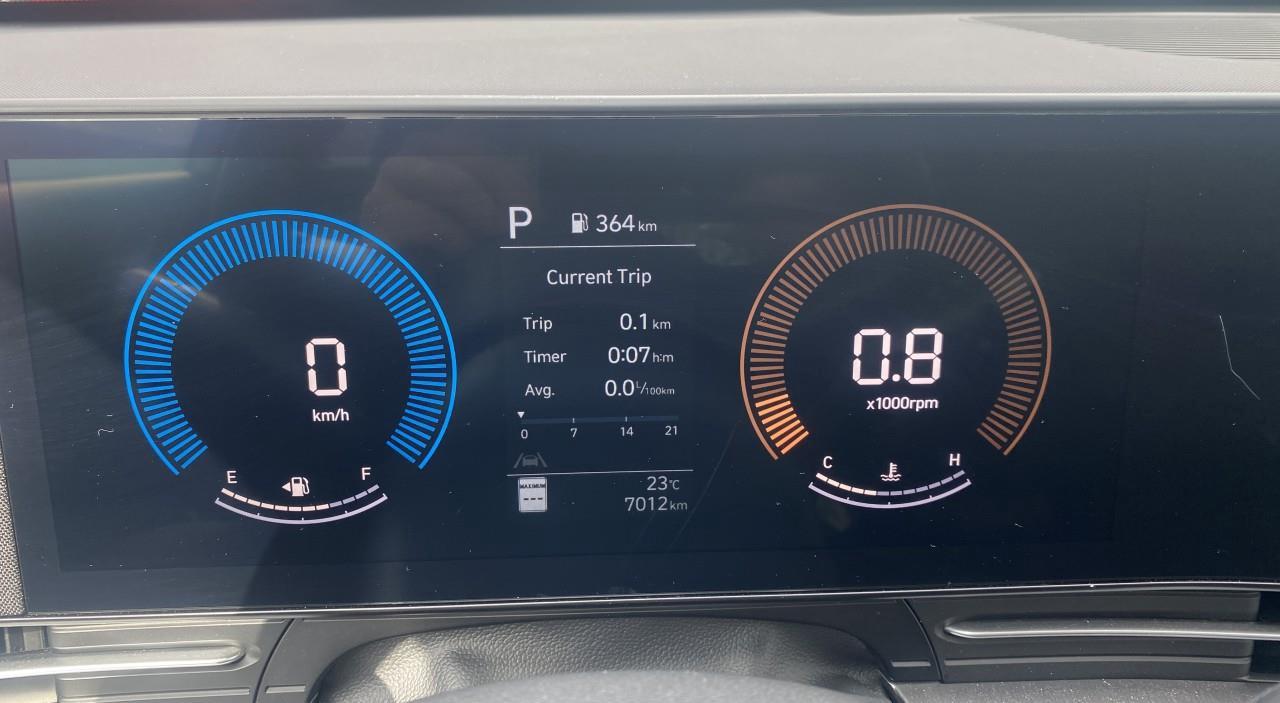 P 364 km
Current Trip
Trip 0.1 km
Timer 0:07 h:m
Avg. 0.0 L/100km
0 7 14 21
MAXIMUM
---
23°C
7012 km
0
km/h
E F
0.8
x1000rpm
C H